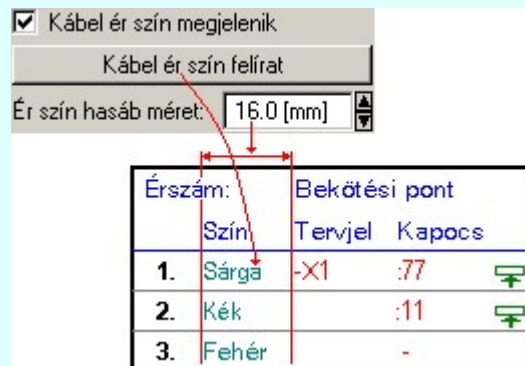 Kábel ér szín megjelenik
Kábel ér szín felírat
Ér szín hasáb méret: 16.0 [mm]
Érszám: Bekötési pont
Szín Tervjel Kapocs
1. Sárga -X1 :77
2. Kék :11
3. Fehér -